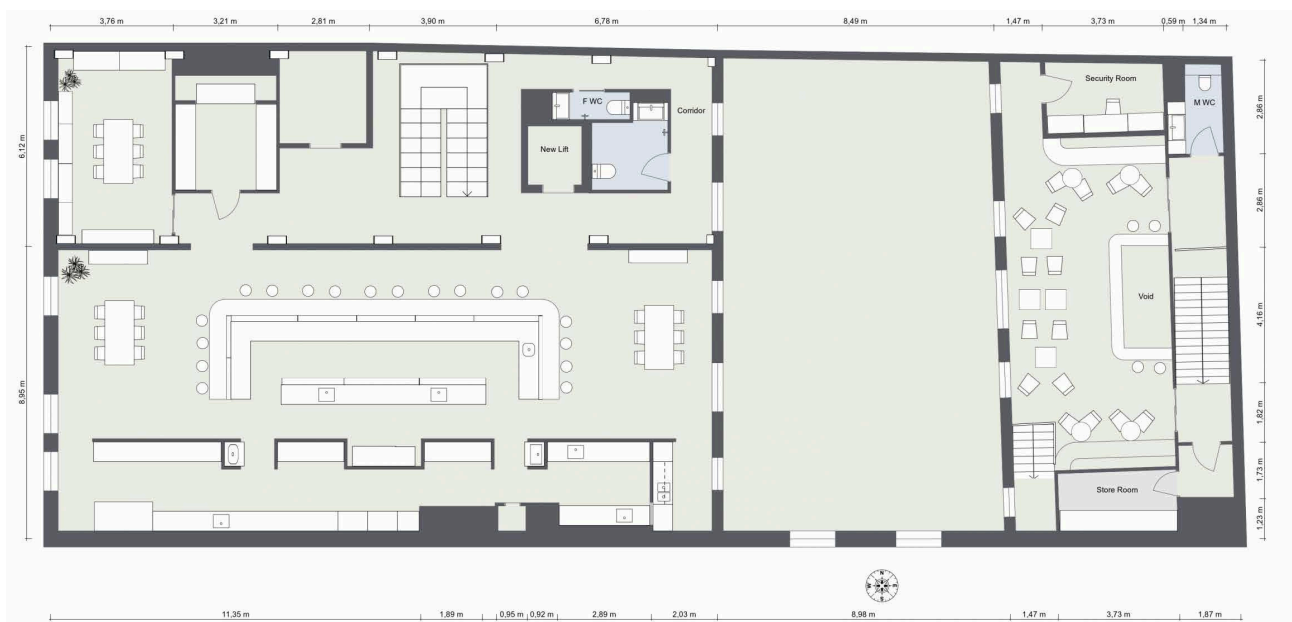 3,76 m 3,21 m 2,81 m 3,90 m 6,78 m 8,49 m 1,47 m 3,73 m 0,59 m 1,34 m
Security Room
F WC
M WC
Corridor
New Lift
Void
Store Room
6,12 m
8,95 m
2,86 m
2,86 m
4,16 m
1,82 m
1,73 m
1,23 m
N
W E
S
11,35 m 1,89 m 0,95 m 0,92 m 2,89 m 2,03 m 8,98 m 1,47 m 3,73 m 1,87 m